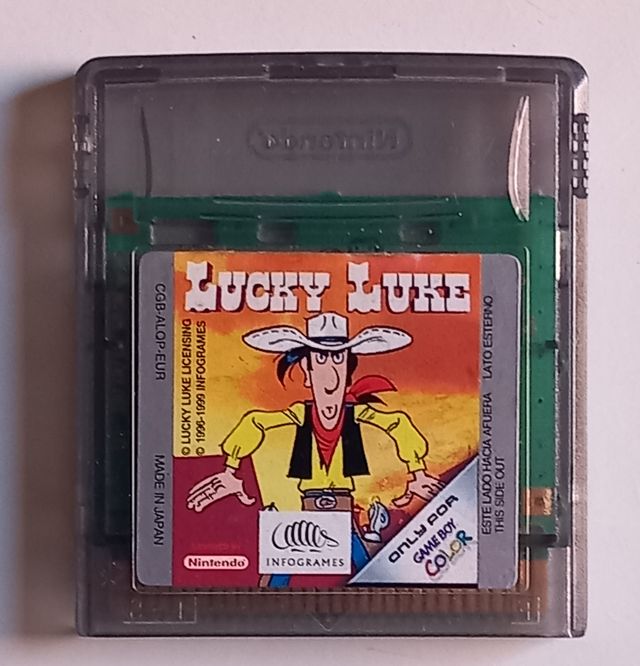 Nintendo
LUCKY LUKE
© LUCKY LUKE LICENSING
© 1996-1999 INFOGRAMES
CGB-ALOP-EUR
MADE IN JAPAN
Nintendo
INFOGRAMES
ONLY FOR
GAME BOY
COLOR
ESTE LADO HACIA AFUERA LATO ESTERNO
THIS SIDE OUT